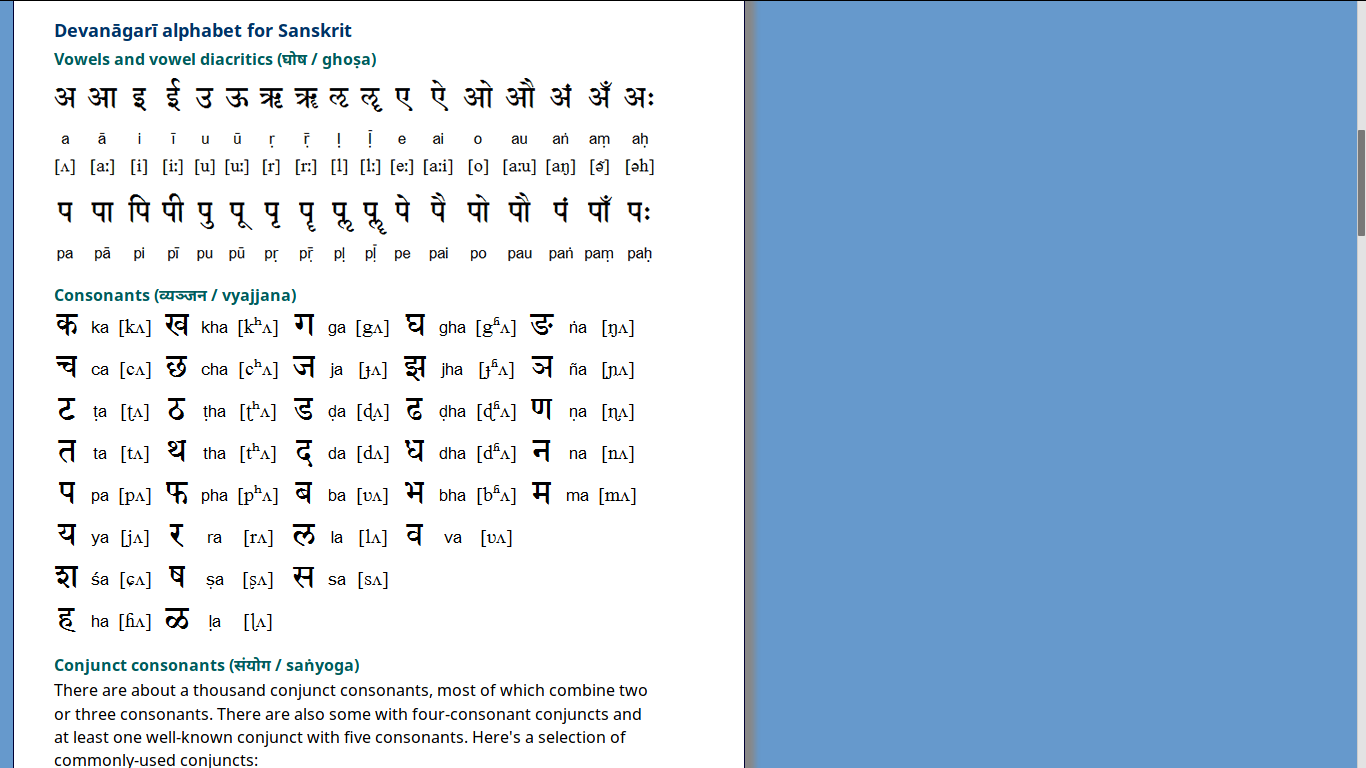 Devanāgarī alphabet for Sanskrit
Vowels and vowel diacritics (घोष / ghoṣa)
अ आ इ ई उ ऊ ऋ ॠ ऌ ॡ ए ऐ ओ औ अं अँ अः
a ā i ī u ū ṛ ṝ ḷ ḹ e ai o au aṅ aṃ aḥ
[ʌ] [aː] [i] [iː] [u] [uː] [r] [rː] [l] [lː] [eː] [aːi] [o] [aːu] [aŋ] [ə̃] [əh]
प पा पि पी पु पू पृ पॄ पॢ पॣ पे पै पो पौ पं पाँ पः
pa pā pi pī pu pū pṛ pṝ pḷ pḹ pe pai po pau paṅ paṃ paḥ
Consonants (व्यञ्जन / vyajjana)
क ka [kʌ] ख kha [kʰʌ] ग ga [gʌ] घ gha [gʱʌ] ङ ṅa [ŋʌ]
च ca [cʌ] छ cha [cʰʌ] ज ja [ɟʌ] झ jha [ɟʱʌ] ञ ña [ɲʌ]
ट ṭa [ʈʌ] ठ ṭha [ʈʰʌ] ड ḍa [ɖʌ] ढ ḍha [ɖʱʌ] ण ṇa [ɳʌ]
त ta [tʌ] थ tha [tʰʌ] द da [dʌ] ध dha [dʱʌ] न na [nʌ]
प pa [pʌ] फ pha [pʰʌ] ब ba [ʋʌ] भ bha [bʱʌ] म ma [mʌ]
य ya [jʌ] र ra [rʌ] ल la [lʌ] व va [ʋʌ]
श śa [çʌ] ष ṣa [ʂʌ] स sa [sʌ]
ह ha [ɦʌ] ळ ḷa [ɭʌ]
Conjunct consonants (संयोग / saṅyoga)
There are about a thousand conjunct consonants, most of which combine two
or three consonants. There are also some with four-consonant conjuncts and
at least one well-known conjunct with five consonants. Here's a selection of
commonly-used conjuncts: